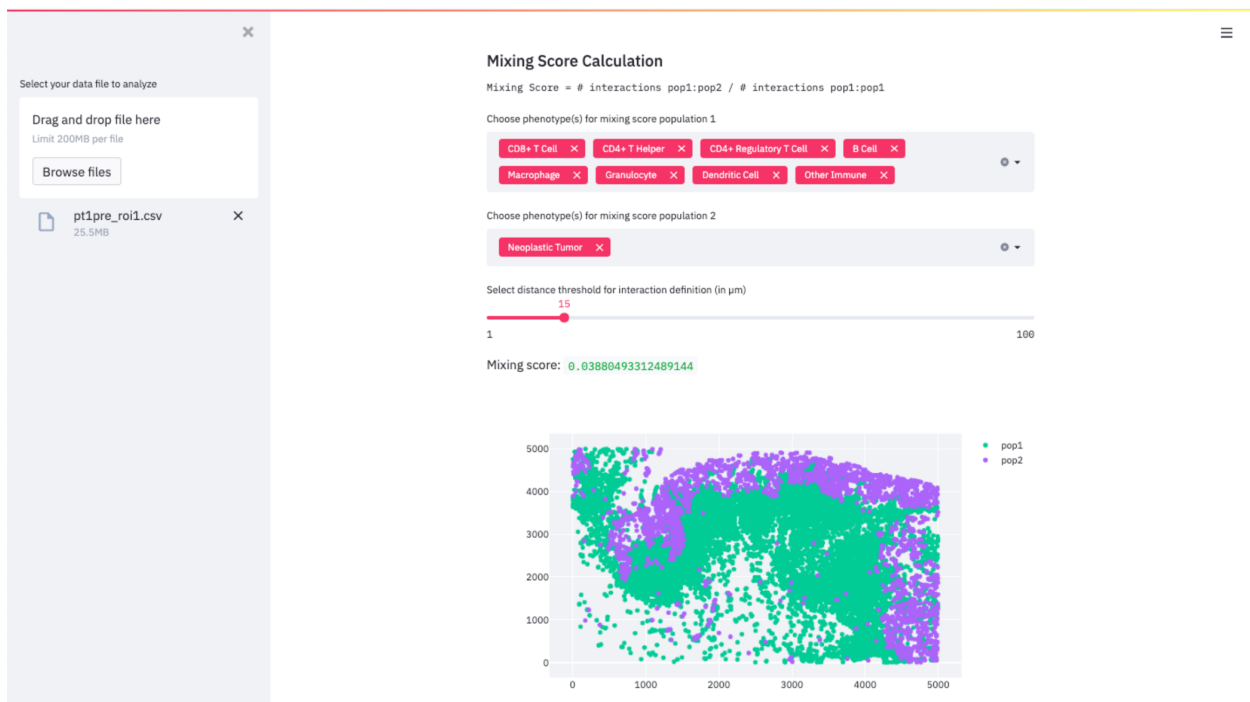 Select your data file to analyze
Drag and drop file here
Limit 200MB per file
Browse files
pt1pre_roi1.csv
25.5MB
Mixing Score Calculation
Mixing Score = # interactions pop1:pop2 / # interactions pop1:pop1
Choose phenotype(s) for mixing score population 1
CD8+ T Cell × CD4+ T Helper × CD4+ Regulatory T Cell × B Cell ×
Macrophage × Granulocyte × Dendritic Cell × Other Immune ×
Choose phenotype(s) for mixing score population 2
Neoplastic Tumor ×
Select distance threshold for interaction definition (in μm)
15
1 100
Mixing score: 0.03880493312489144
pop1
pop2
5000
4000
3000
2000
1000
0
0 1000 2000 3000 4000 5000